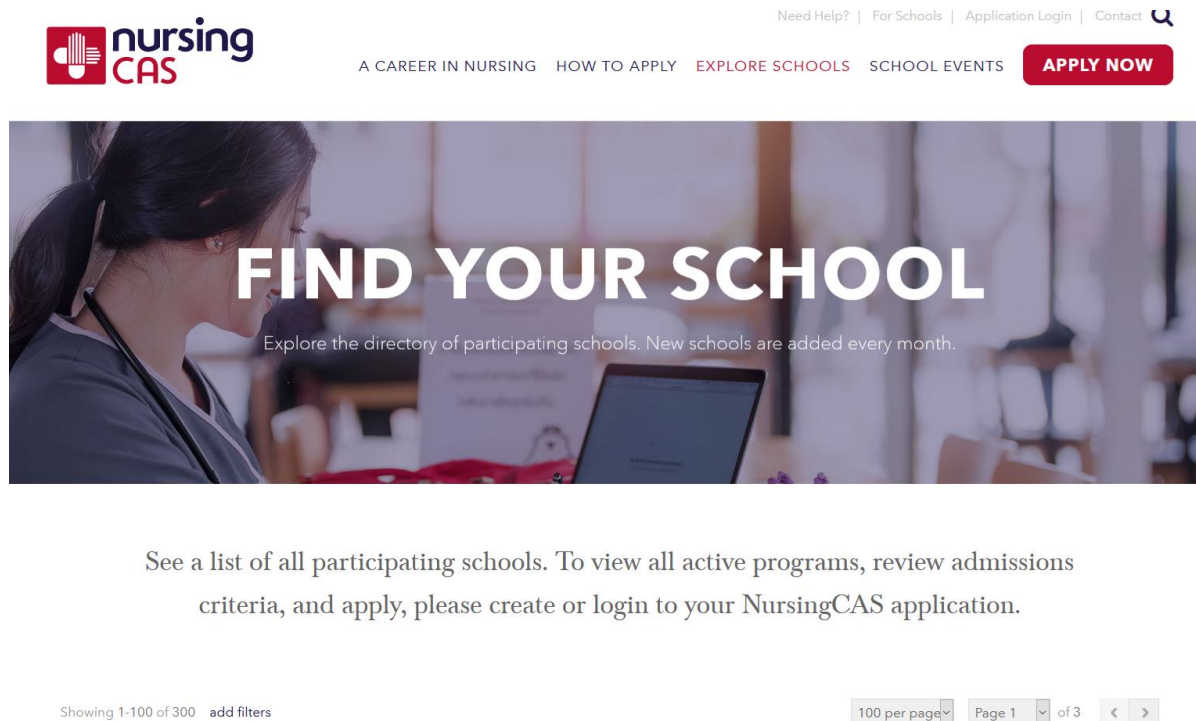 Need Help? | For Schools | Application Login | Contact
nursing
CAS
A CAREER IN NURSING HOW TO APPLY EXPLORE SCHOOLS SCHOOL EVENTS APPLY NOW
FIND YOUR SCHOOL
Explore the directory of participating schools. New schools are added every month.
See a list of all participating schools. To view all active programs, review admissions
criteria, and apply, please create or login to your NursingCAS application.
Showing 1-100 of 300 add filters 100 per page Page 1 of 3 < >